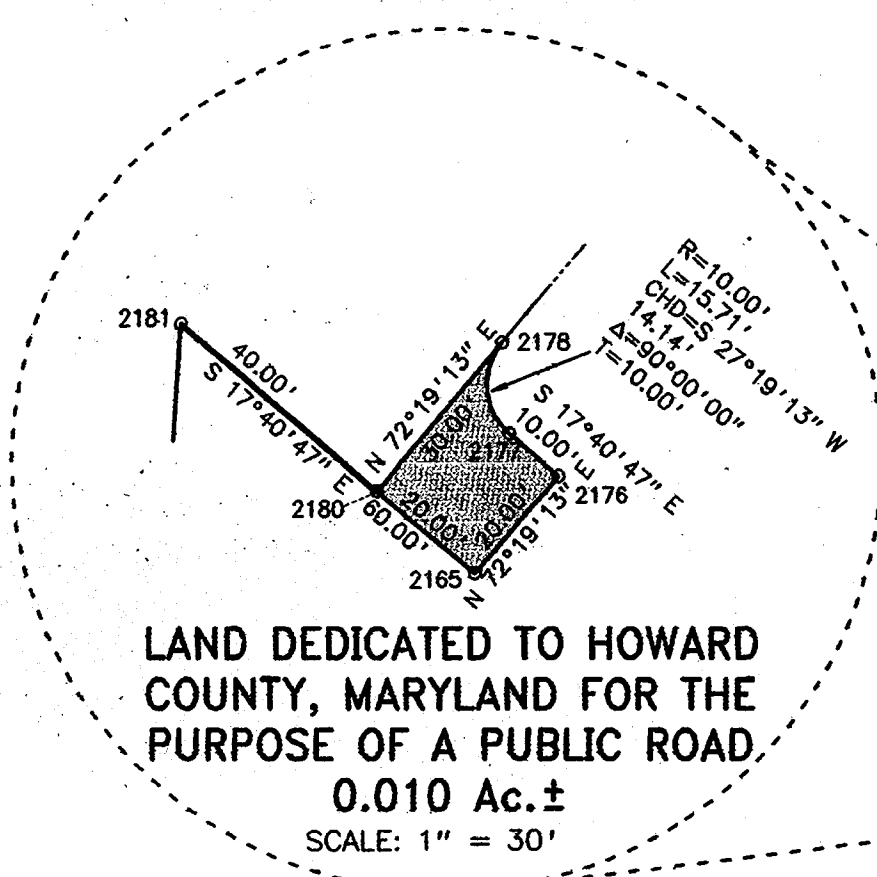 R=10.00'
L=15.71'
CHD=S 27°19'13" W
14.14'
Δ=90°00'00"
T=10.00'
2181
40.00'
S 17°40'47" E
60.00'
N 72°19'13" E
30.00'
2178
S 17°40'47" E
10.00'
2177
2176
2180
20.00'
20.00'
N 72°19'13" E
2165
LAND DEDICATED TO HOWARD
COUNTY, MARYLAND FOR THE
PURPOSE OF A PUBLIC ROAD
0.010 Ac.±
SCALE: 1" = 30'